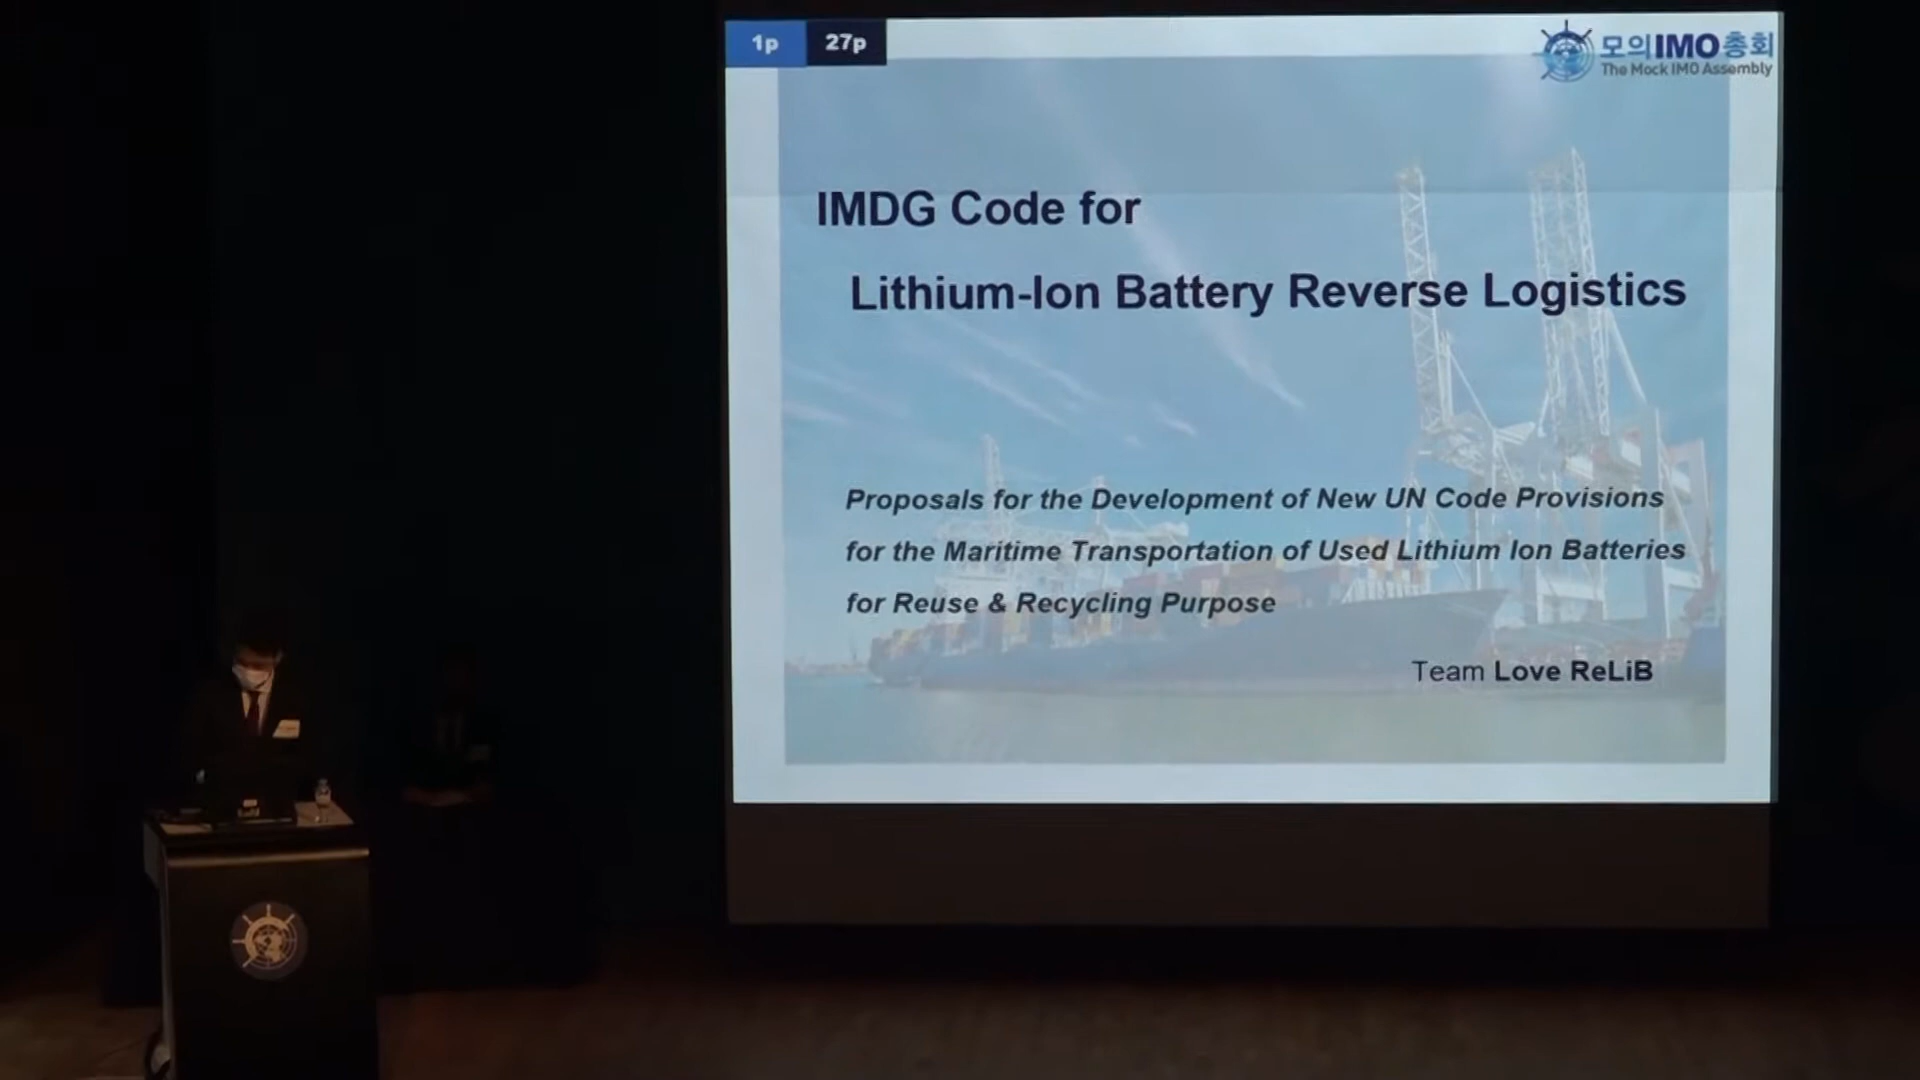 1p 27p
모의IMO총회
The Mock IMO Assembly
IMDG Code for
Lithium-Ion Battery Reverse Logistics
Proposals for the Development of New UN Code Provisions
for the Maritime Transportation of Used Lithium Ion Batteries
for Reuse & Recycling Purpose
Team Love ReLiB